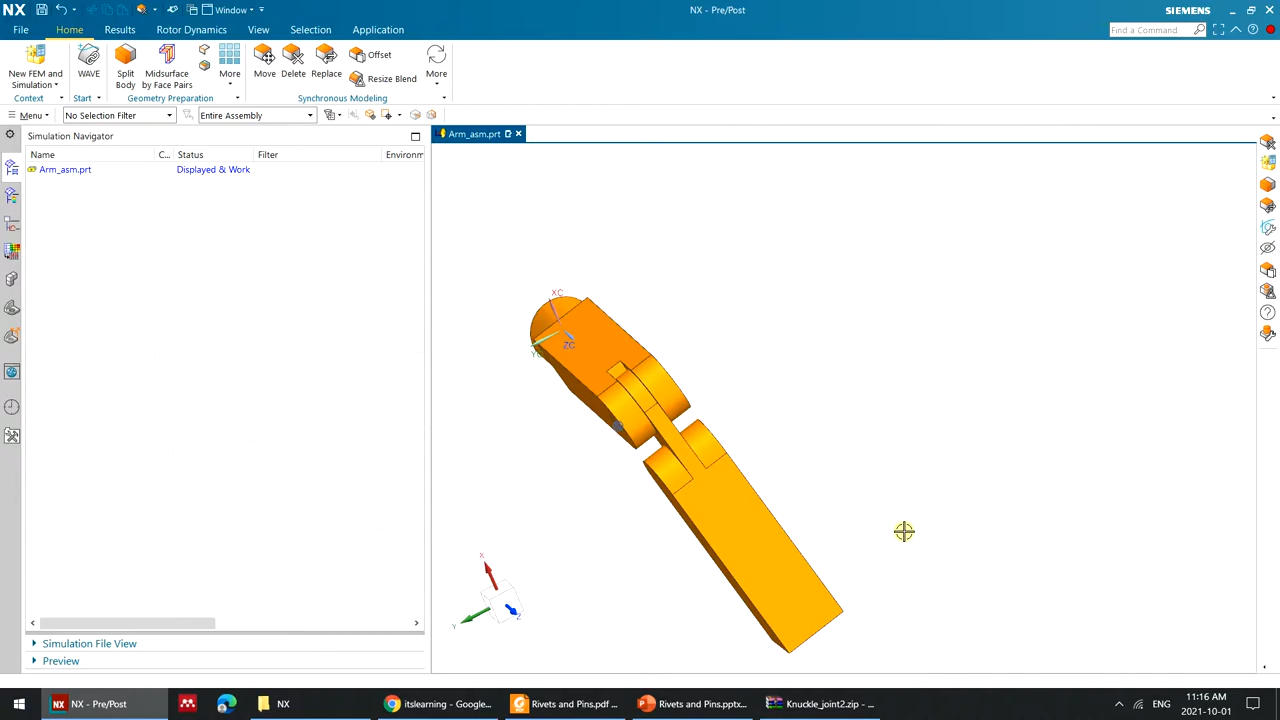 NX
Window
NX - Pre/Post
SIEMENS
File
Home
Results
Rotor Dynamics
View
Selection
Application
Find a Command
New FEM and
Simulation
WAVE
Split
Body
Midsurface
by Face Pairs
More
Move
Delete
Replace
Offset
Resize Blend
More
Context
Start
Geometry Preparation
Synchronous Modeling
Menu
No Selection Filter
Entire Assembly
Simulation Navigator
Arm_asm.prt
Name
C...
Status
Filter
Environm
Arm_asm.prt
Displayed & Work
XC
YC
ZC
X
Y
Z
Simulation File View
Preview
NX - Pre/Post
NX
itslearning - Google...
Rivets and Pins.pdf ...
Rivets and Pins.pptx...
Knuckle_joint2.zip - ...
ENG
11:16 AM
2021-10-01